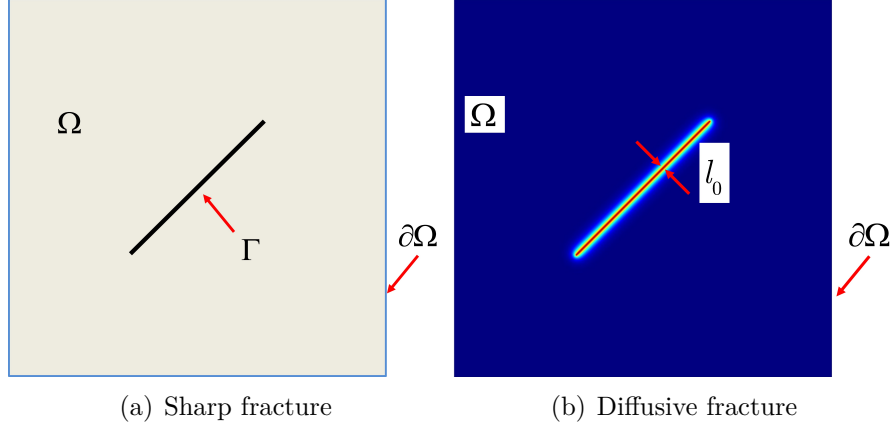 Ω
Γ
∂Ω
(a) Sharp fracture
Ω
l₀
∂Ω
(b) Diffusive fracture